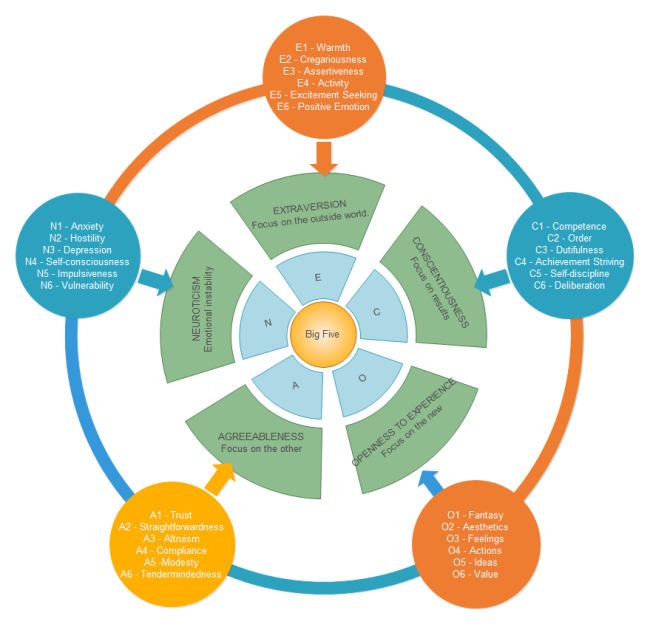 E1 - Warmth
E2 - Cregariousness
E3 - Assertiveness
E4 - Activity
E5 - Excitement Seeking
E6 - Positive Emotion
EXTRAVERSION
Focus on the outside world.
N1 - Anxiety
N2 - Hostility
N3 - Depression
N4 - Self-consciousness
N5 - Impulsiveness
N6 - Vulnerability
NEUROTICISM
Emotional instability
CONSCIENTIOUSNESS
Focus on results
C1 - Competence
C2 - Order
C3 - Dutifulness
C4 - Achievement Striving
C5 - Self-discipline
C6 - Deliberation
E
N
C
Big Five
A
O
AGREEABLENESS
Focus on the other
OPENNESS TO EXPERIENCE
Focus on the new
A1 - Trust
A2 - Straightforwardness
A3 - Altruism
A4 - Compliance
A5 -Modesty
A6 - Tendermindedness
O1 - Fantasy
O2 - Aesthetics
O3 - Feelings
O4 - Actions
O5 - Ideas
O6 - Value